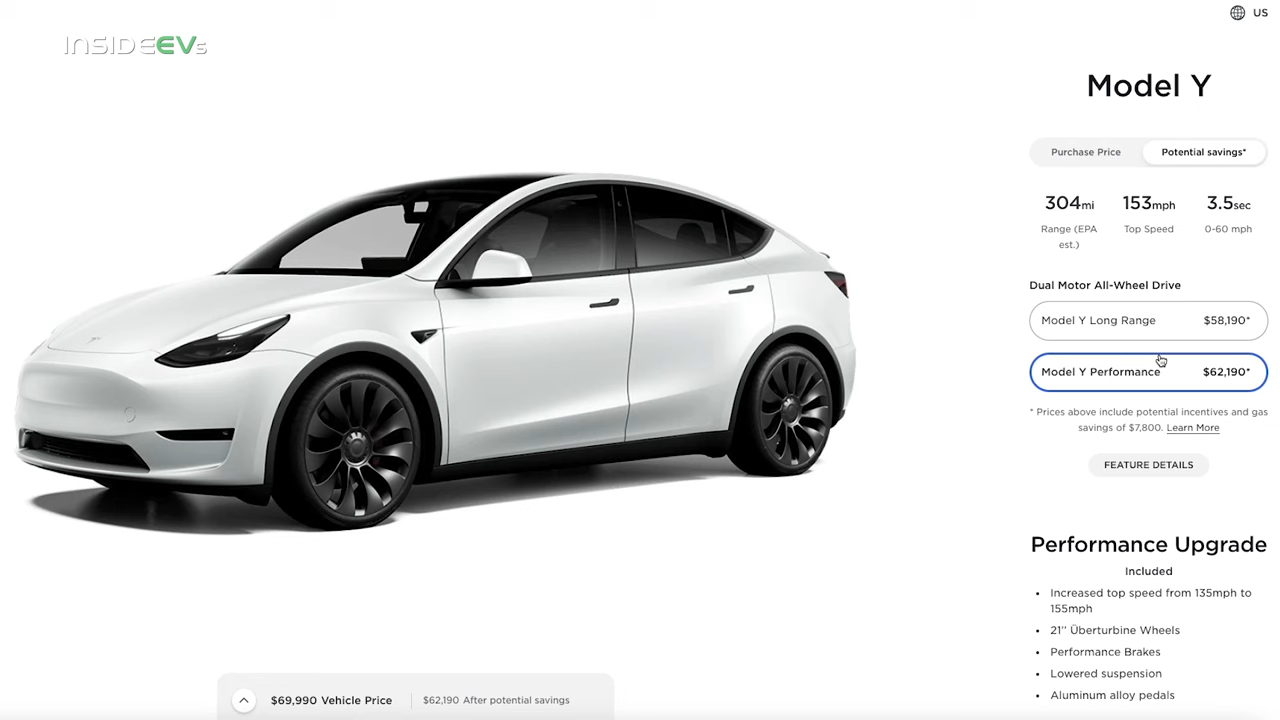 US
INSIDEEVs
Model Y
Purchase Price
Potential savings*
304mi
153mph
3.5sec
Range (EPA
est.)
Top Speed
0-60 mph
Dual Motor All-Wheel Drive
Model Y Long Range $58,190*
Model Y Performance $62,190*
* Prices above include potential incentives and gas
savings of $7,800. Learn More
FEATURE DETAILS
Performance Upgrade
Included
• Increased top speed from 135mph to
155mph
• 21’’ Überturbine Wheels
• Performance Brakes
• Lowered suspension
• Aluminum alloy pedals
$69,990 Vehicle Price
$62,190 After potential savings